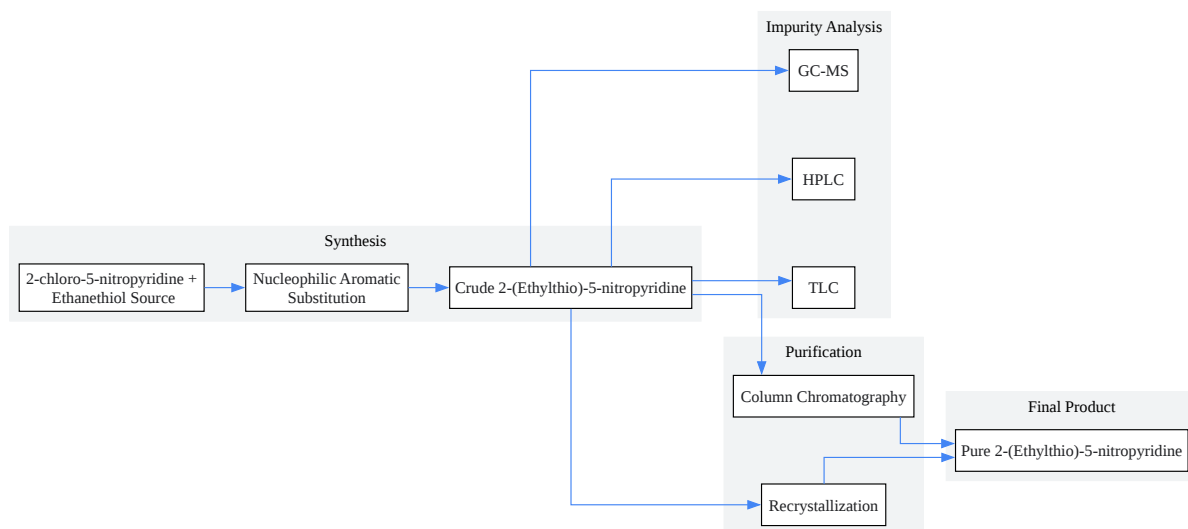 Impurity Analysis
GC-MS
HPLC
Synthesis
2-chloro-5-nitropyridine +
Ethanethiol Source
Nucleophilic Aromatic
Substitution
Crude 2-(Ethylthio)-5-nitropyridine
TLC
Purification
Column Chromatography
Recrystallization
Final Product
Pure 2-(Ethylthio)-5-nitropyridine